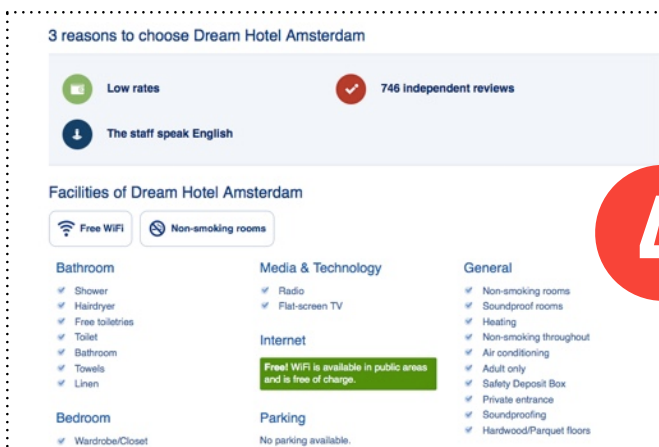 3 reasons to choose Dream Hotel Amsterdam
Low rates
746 independent reviews
The staff speak English
Facilities of Dream Hotel Amsterdam
Free WiFi
Non-smoking rooms
Bathroom
Shower
Hairdryer
Free toiletries
Toilet
Bathroom
Towels
Linen
Bedroom
Wardrobe/Closet
Media & Technology
Radio
Flat-screen TV
Internet
Free! WiFi is available in public areas
and is free of charge.
Parking
No parking available.
General
Non-smoking rooms
Soundproof rooms
Heating
Non-smoking throughout
Air conditioning
Adult only
Safety Deposit Box
Private entrance
Soundproofing
Hardwood/Parquet floors